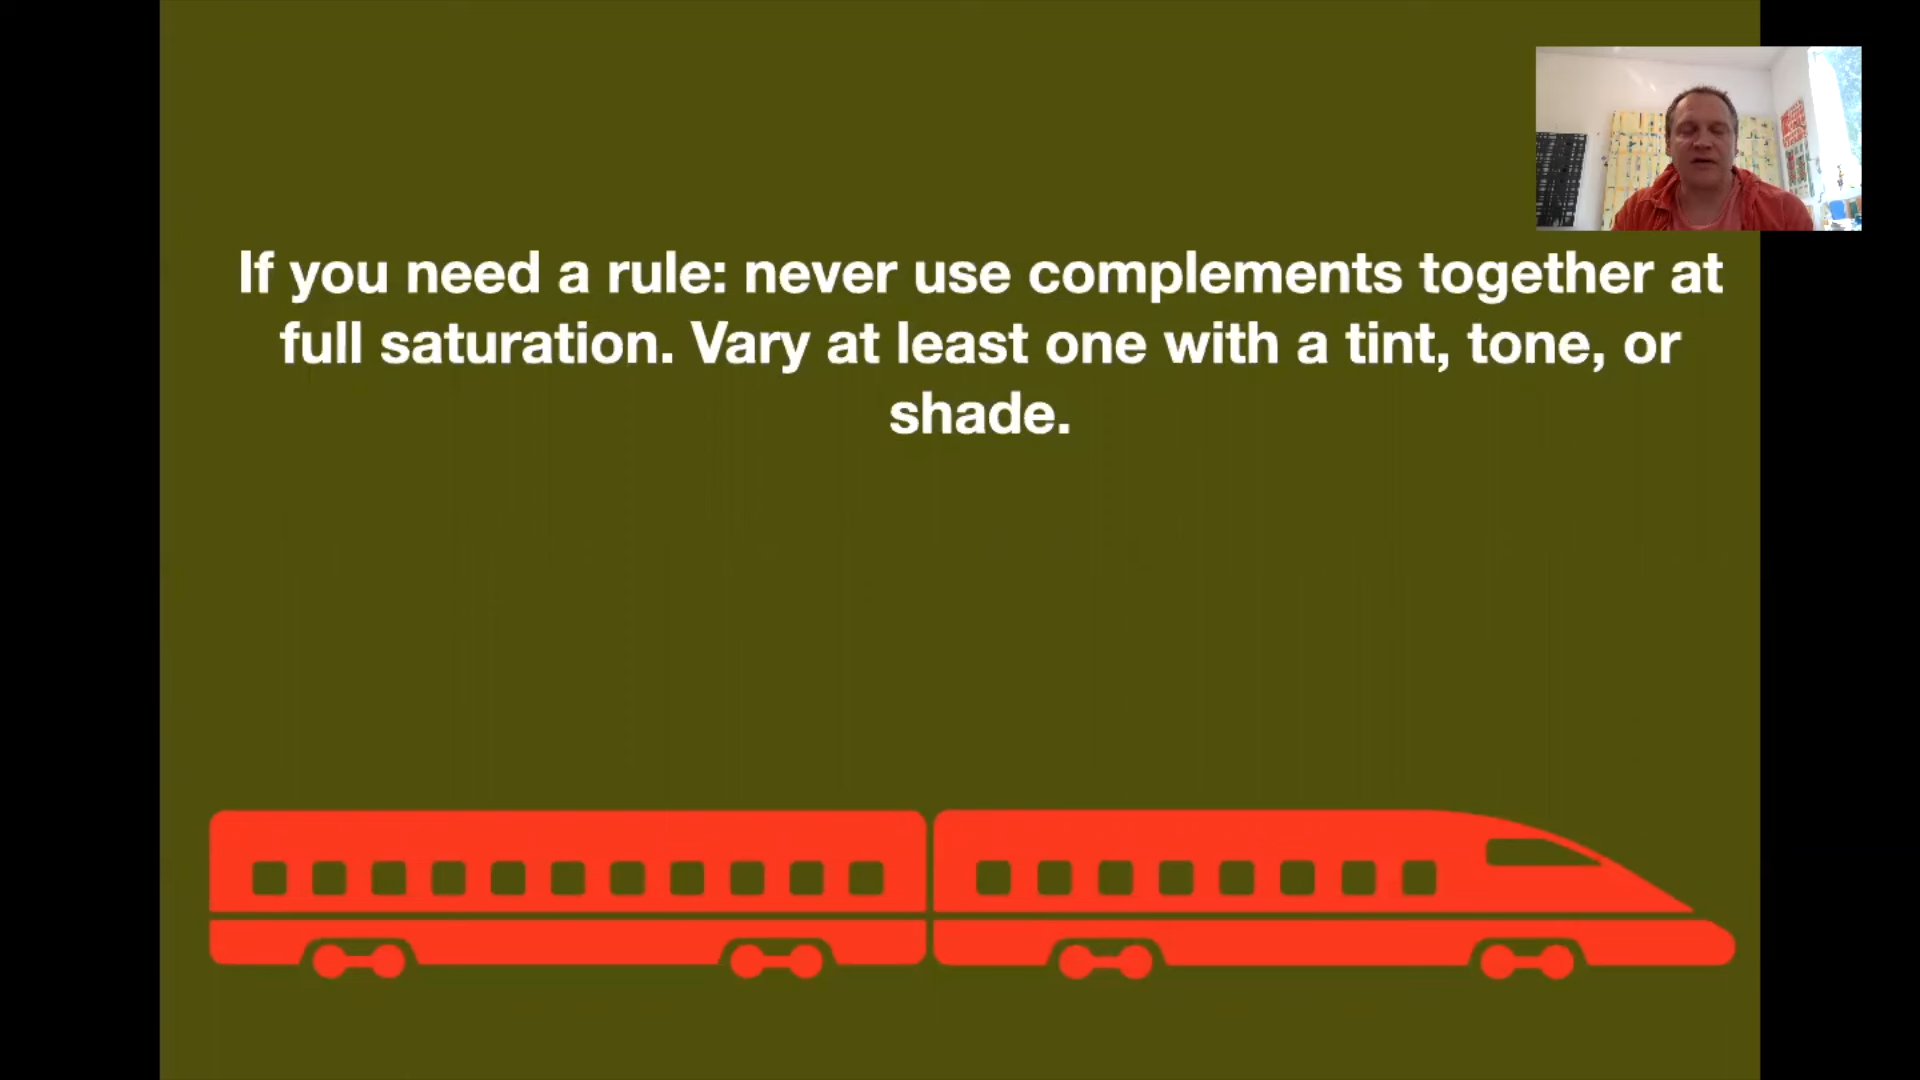 If you need a rule: never use complements together at
full saturation. Vary at least one with a tint, tone, or
shade.